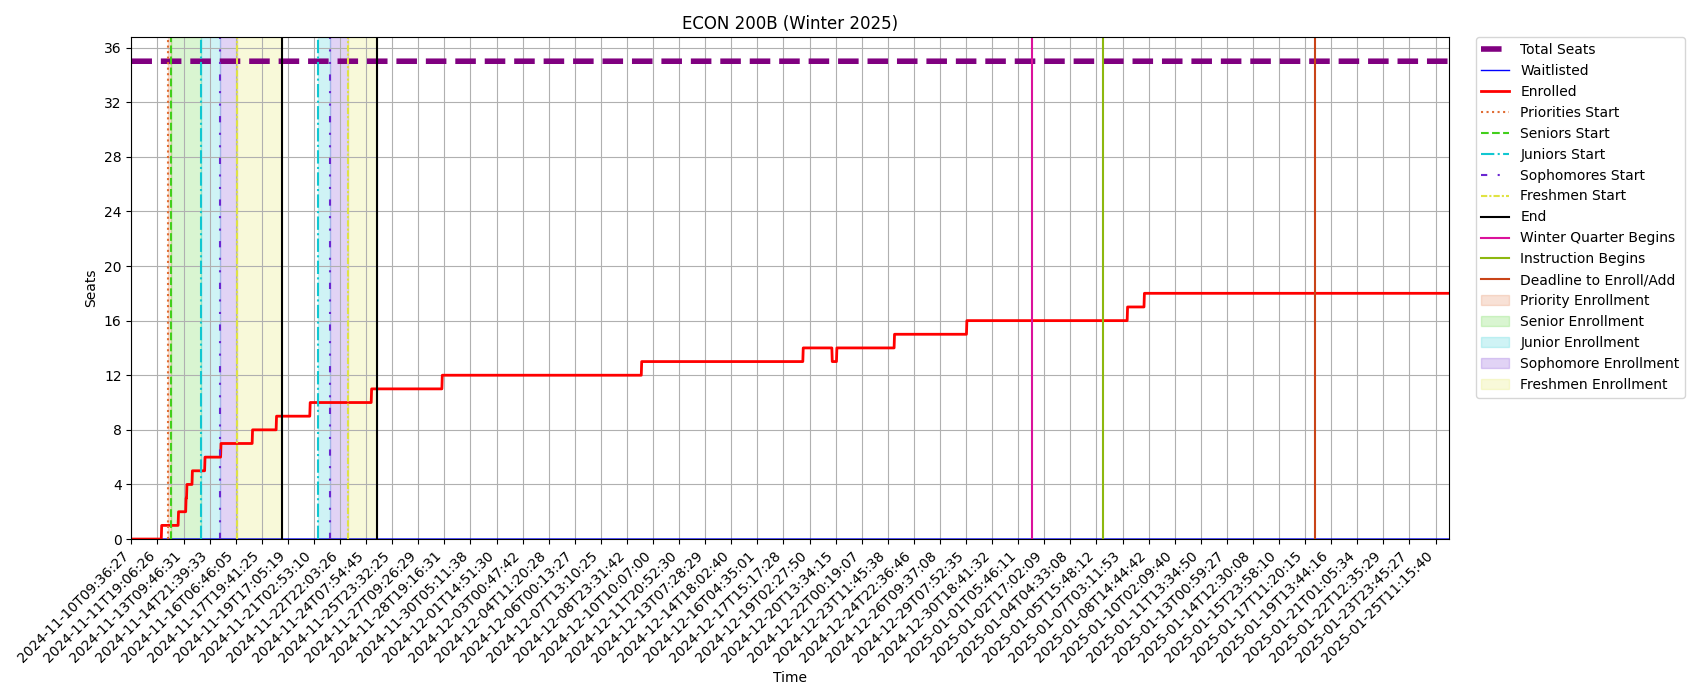 ECON 200B (Winter 2025)
Seats
36
32
28
24
20
16
12
8
4
0
2024-11-10T09:36:27
2024-11-11T19:06:26
2024-11-13T09:46:31
2024-11-14T21:39:33
2024-11-16T06:46:05
2024-11-17T19:41:25
2024-11-19T17:05:19
2024-11-21T02:53:10
2024-11-22T22:03:26
2024-11-24T07:54:45
2024-11-25T23:32:25
2024-11-27T09:26:29
2024-11-28T19:16:31
2024-11-30T05:11:38
2024-12-01T14:51:30
2024-12-03T00:47:42
2024-12-04T11:20:28
2024-12-06T00:13:27
2024-12-07T13:10:25
2024-12-08T23:31:42
2024-12-10T10:07:00
2024-12-11T20:52:30
2024-12-13T07:28:29
2024-12-14T18:02:40
2024-12-16T04:35:01
2024-12-17T15:17:28
2024-12-19T02:27:50
2024-12-20T13:34:15
2024-12-22T00:19:07
2024-12-23T11:45:38
2024-12-24T22:36:46
2024-12-26T09:37:08
2024-12-29T07:52:35
2024-12-30T18:41:32
2025-01-01T05:46:11
2025-01-02T17:02:09
2025-01-04T04:33:08
2025-01-05T15:48:12
2025-01-07T03:11:53
2025-01-08T14:44:42
2025-01-10T02:09:40
2025-01-11T13:34:50
2025-01-13T00:59:27
2025-01-14T12:30:08
2025-01-15T23:58:10
2025-01-17T11:20:15
2025-01-19T13:44:16
2025-01-21T01:05:34
2025-01-22T12:35:29
2025-01-23T23:45:27
2025-01-25T11:15:40
Time
Total Seats
Waitlisted
Enrolled
Priorities Start
Seniors Start
Juniors Start
Sophomores Start
Freshmen Start
End
Winter Quarter Begins
Instruction Begins
Deadline to Enroll/Add
Priority Enrollment
Senior Enrollment
Junior Enrollment
Sophomore Enrollment
Freshmen Enrollment